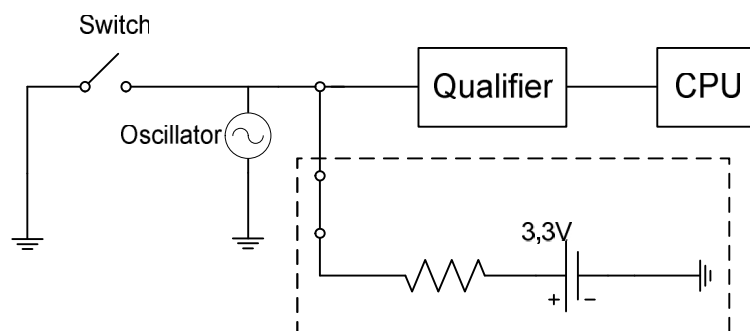 Switch
Qualifier
CPU
Oscillator
3,3V
+ −